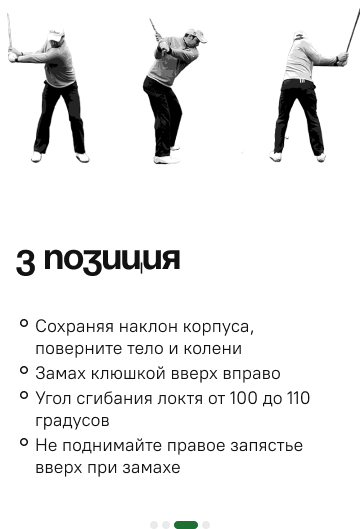 3 позиция
Сохраняя наклон корпуса,
поверните тело и колени
Замах клюшкой вверх вправо
Угол сгибания локтя от 100 до 110
градусов
Не поднимайте правое запястье
вверх при замахе